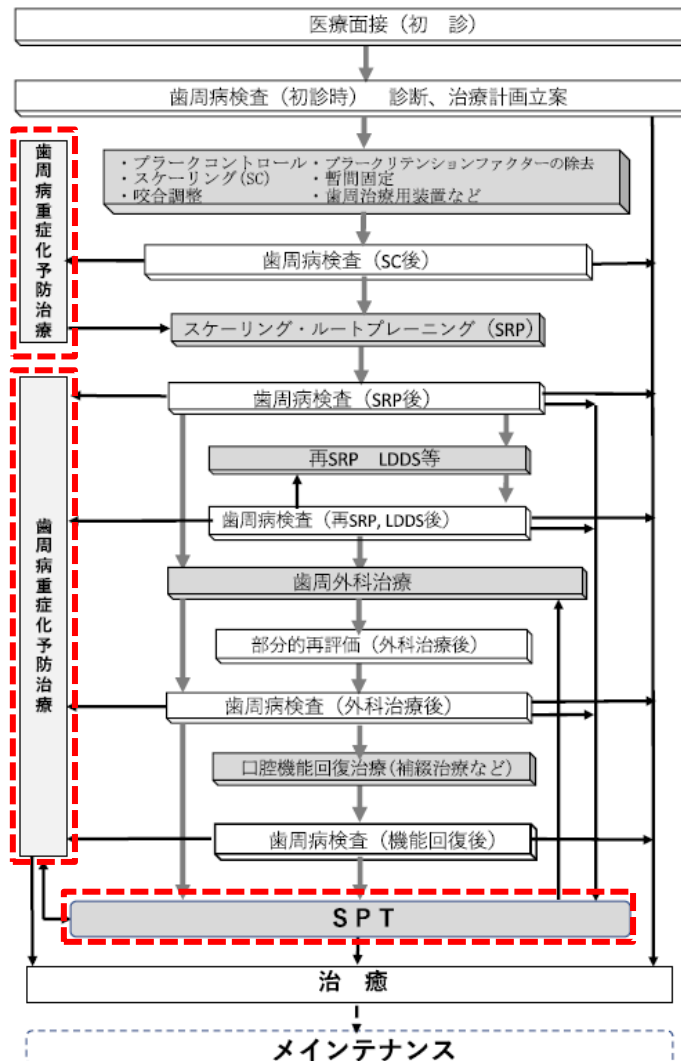 医療面接（初　診）
歯周病検査（初診時）　診断、治療計画立案
歯周病重症化予防治療
・プラークコントロール・プラークリテンションファクターの除去
・スケーリング(SC)　・暫間固定
・咬合調整　・歯周治療用装置など
歯周病検査（SC後）
スケーリング・ルートプレーニング（SRP）
歯周病検査（SRP後）
再SRP　LDDS等
歯周病重症化予防治療
歯周病検査（再SRP, LDDS後）
歯周外科治療
部分的再評価（外科治療後）
歯周病検査（外科治療後）
口腔機能回復治療(補綴治療など）
歯周病検査（機能回復後）
ＳＰＴ
治　癒
メインテナンス